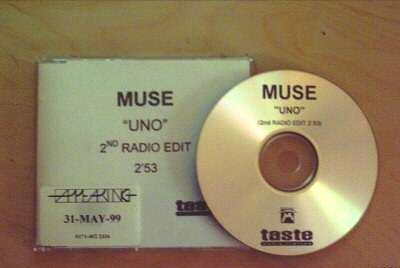 MUSE
"UNO"
2ND RADIO EDIT
2'53
31-MAY-99
taste
MUSE
"UNO"
(2nd RADIO EDIT 2'53)
taste